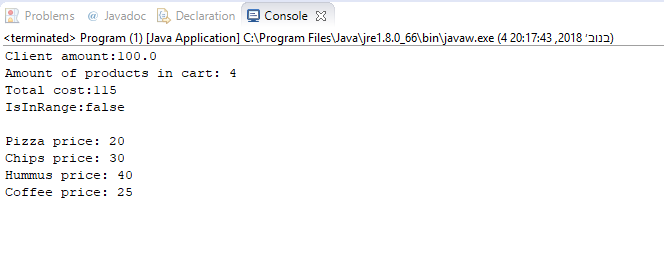 Problems @ Javadoc Declaration Console
<terminated> Program (1) [Java Application] C:\Program Files\Java\jre1.8.0_66\bin\javaw.exe (4 בנוב׳ 2018, 20:17:43)
Client amount:100.0
Amount of products in cart: 4
Total cost:115
IsInRange:false
Pizza price: 20
Chips price: 30
Hummus price: 40
Coffee price: 25